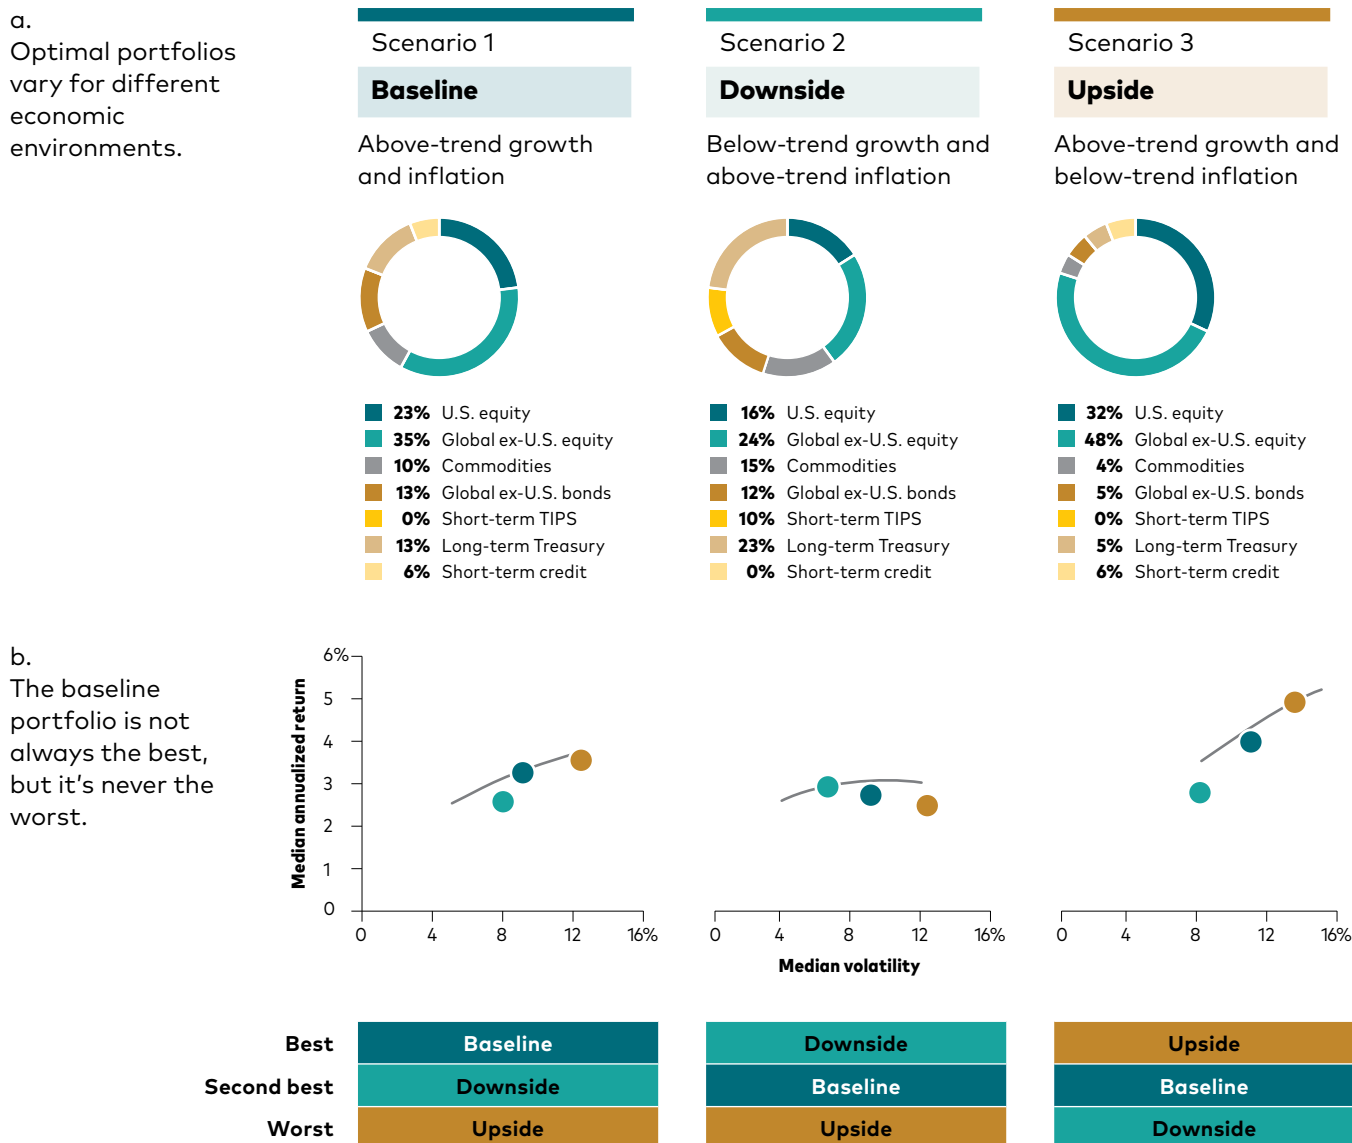 a.
Optimal portfolios
vary for different
economic
environments.
Scenario 1
Baseline
Above-trend growth
and inflation
23% U.S. equity
35% Global ex-U.S. equity
10% Commodities
13% Global ex-U.S. bonds
0% Short-term TIPS
13% Long-term Treasury
6% Short-term credit
Scenario 2
Downside
Below-trend growth and
above-trend inflation
16% U.S. equity
24% Global ex-U.S. equity
15% Commodities
12% Global ex-U.S. bonds
10% Short-term TIPS
23% Long-term Treasury
0% Short-term credit
Scenario 3
Upside
Above-trend growth and
below-trend inflation
32% U.S. equity
48% Global ex-U.S. equity
4% Commodities
5% Global ex-U.S. bonds
0% Short-term TIPS
5% Long-term Treasury
6% Short-term credit
b.
The baseline
portfolio is not
always the best,
but it's never the
worst.
Median annualized return
6%
5
4
3
2
1
0
0 4 8 12 16%
0 4 8 12 16%
0 4 8 12 16%
Median volatility
Best Baseline Downside Upside
Second best Downside Baseline Baseline
Worst Upside Upside Downside